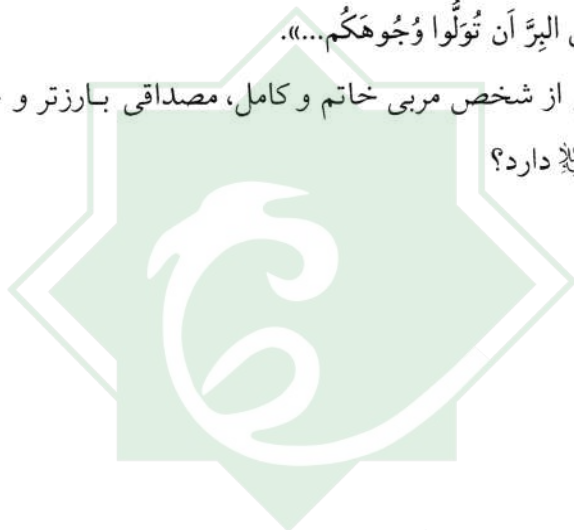 البِرَّ اَن تُوَلُّوا وُجُوهَكُم...».
از شخص مربی خاتم و کامل، مصداقی بـارزتر و
دارد؟